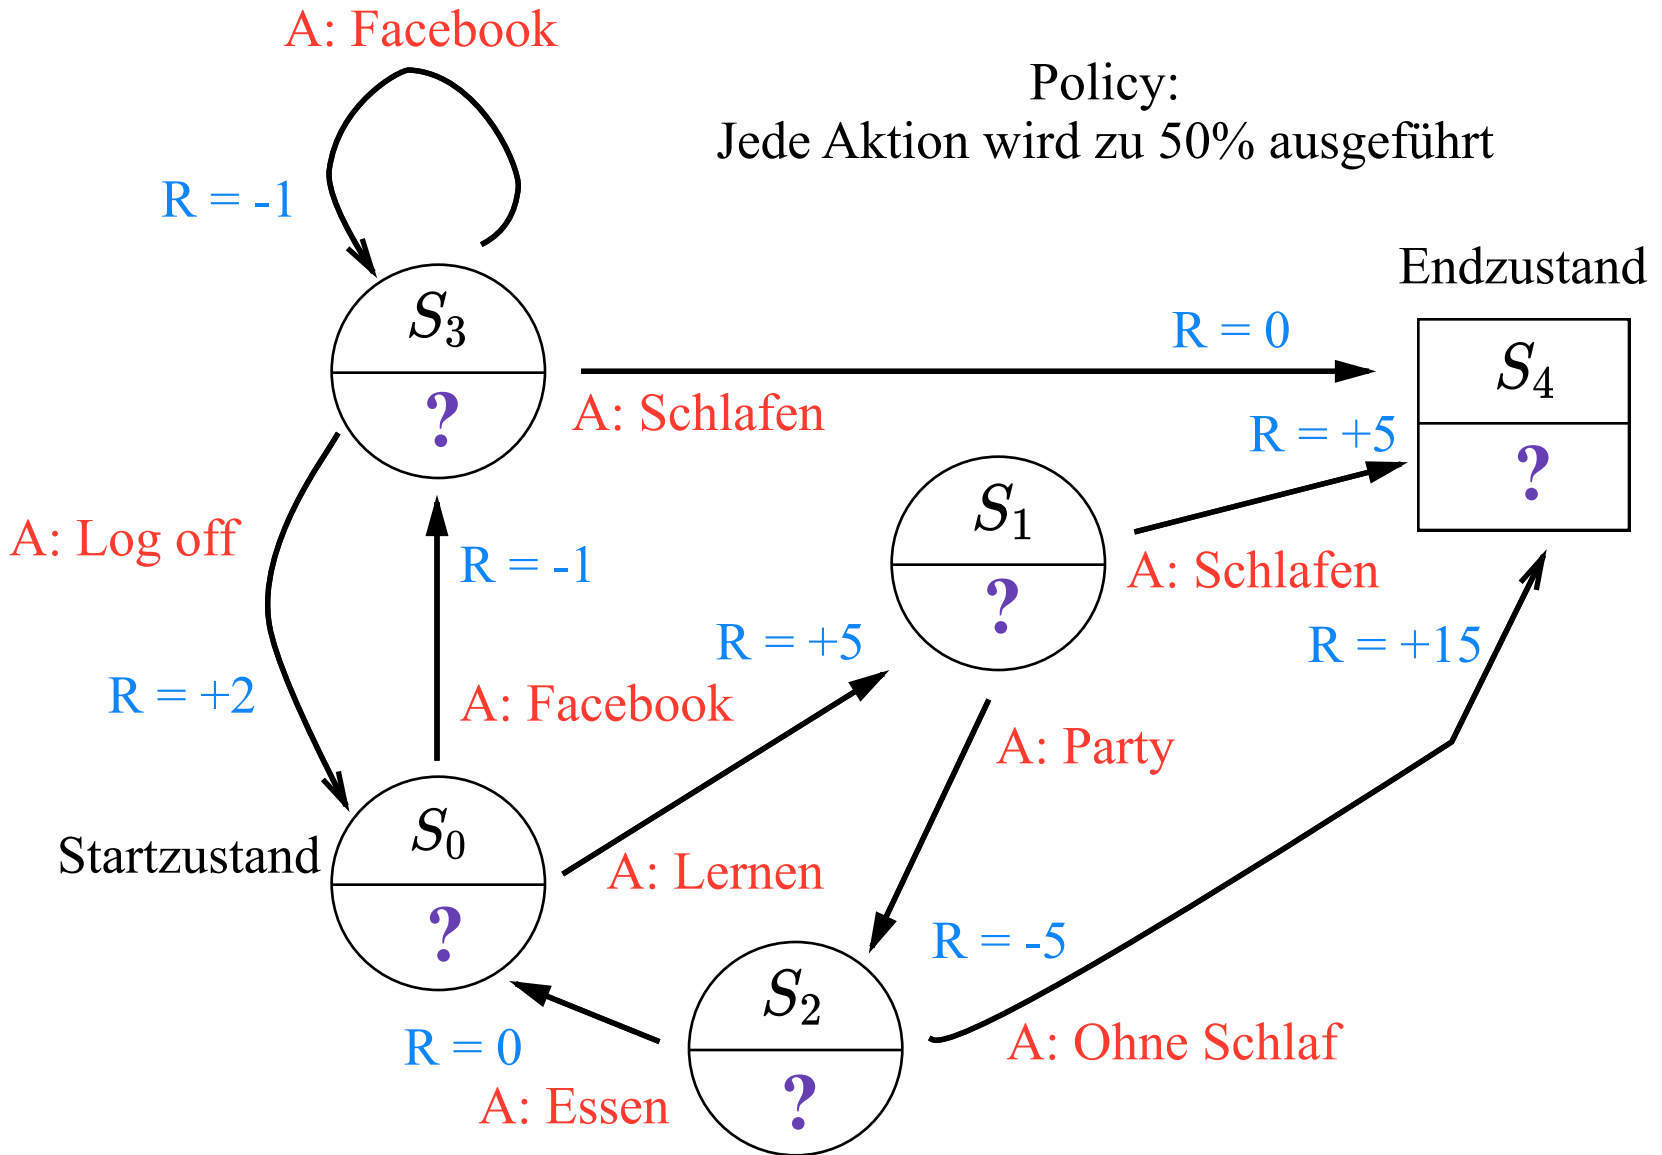 A: Facebook
Policy:
Jede Aktion wird zu 50% ausgeführt
R = -1
Endzustand
S3
?
R = 0
A: Schlafen
S4
?
R = +5
A: Log off
R = -1
S1
?
A: Schlafen
R = +2
A: Facebook
R = +5
R = +15
A: Party
Startzustand
S0
?
A: Lernen
R = -5
S2
?
R = 0
A: Essen
A: Ohne Schlaf